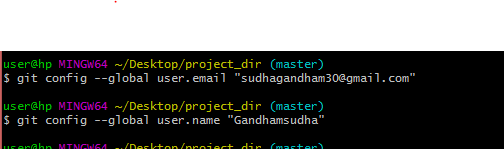 user@hp MINGW64 ~/Desktop/project_dir (master)
$ git config --global user.email "sudhagandham30@gmail.com"
user@hp MINGW64 ~/Desktop/project_dir (master)
$ git config --global user.name "Gandhamsudha"
user@hp MINGW64 ~/Desktop/project_dir (master)